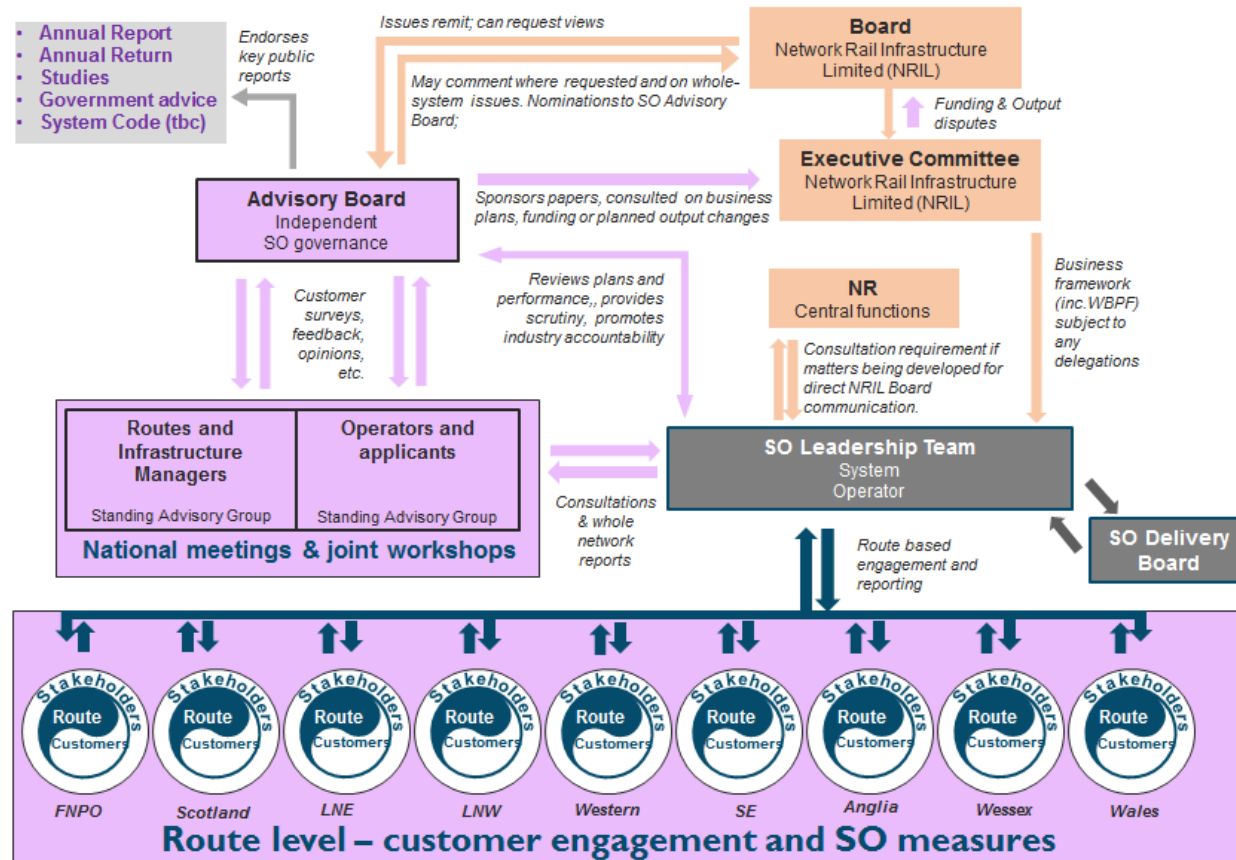 • Annual Report
• Annual Return
• Studies
• Government advice
• System Code (tbc)
Endorses
key public
reports
Issues remit; can request views
May comment where requested and on whole-
system issues. Nominations to SO Advisory
Board;
Board
Network Rail Infrastructure
Limited (NRIL)
Funding & Output
disputes
Executive Committee
Network Rail Infrastructure
Limited (NRIL)
Advisory Board
Independent
SO governance
Sponsors papers, consulted on business
plans, funding or planned output changes
Customer
surveys,
feedback,
opinions,
etc.
Reviews plans and
performance,, provides
scrutiny, promotes
industry accountability
NR
Central functions
Business
framework
(inc.WBPF)
subject to
any
delegations
Consultation requirement if
matters being developed for
direct NRIL Board
communication.
Routes and
Infrastructure
Managers
Standing Advisory Group
Operators and
applicants
Standing Advisory Group
National meetings & joint workshops
Consultations
& whole
network
reports
SO Leadership Team
System
Operator
SO Delivery
Board
Route based
engagement and
reporting
Stakeholders
Route
Customers
FNPO
Stakeholders
Route
Customers
Scotland
Stakeholders
Route
Customers
LNE
Stakeholders
Route
Customers
LNW
Stakeholders
Route
Customers
Western
Stakeholders
Route
Customers
SE
Stakeholders
Route
Customers
Anglia
Stakeholders
Route
Customers
Wessex
Stakeholders
Route
Customers
Wales
Route level – customer engagement and SO measures